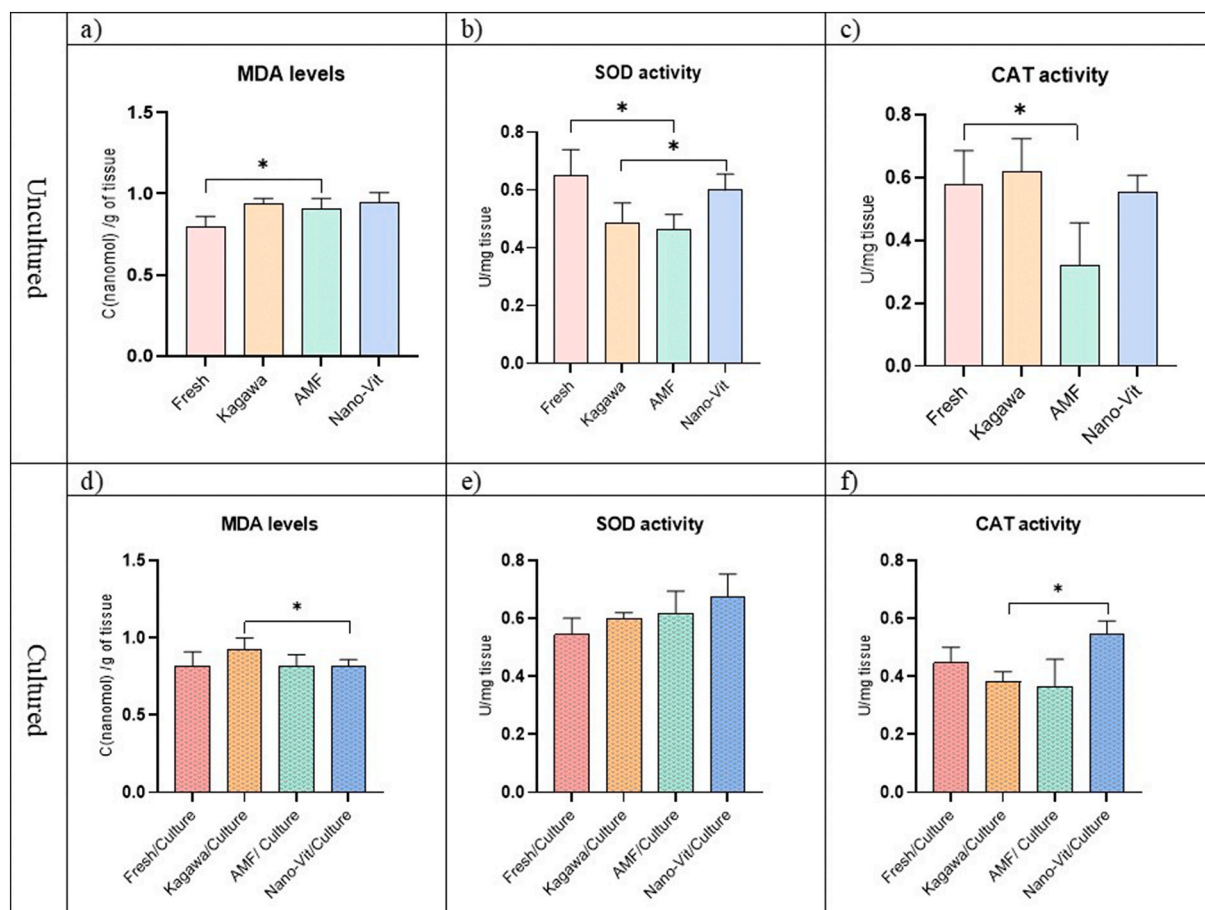 a)
b)
c)
Uncultured
MDA levels
C(nanomol) /g of tissue
1.5
1.0
0.5
0.0
*
Fresh
Kagawa
AMF
Nano-Vit
SOD activity
U/mg tissue
0.8
0.6
0.4
0.2
0.0
*
*
Fresh
Kagawa
AMF
Nano-Vit
CAT activity
U/mg tissue
0.8
0.6
0.4
0.2
0.0
*
Fresh
Kagawa
AMF
Nano-Vit
d)
e)
f)
Cultured
MDA levels
C(nanomol) /g of tissue
1.5
1.0
0.5
0.0
*
Fresh/Culture
Kagawa/Culture
AMF/ Culture
Nano-Vit/Culture
SOD activity
U/mg tissue
0.8
0.6
0.4
0.2
0.0
Fresh/Culture
Kagawa/Culture
AMF/Culture
Nano-Vit/Culture
CAT activity
U/mg tissue
0.8
0.6
0.4
0.2
0.0
*
Fresh/Culture
Kagawa/Culture
AMF/ Culture
Nano-Vit/Culture